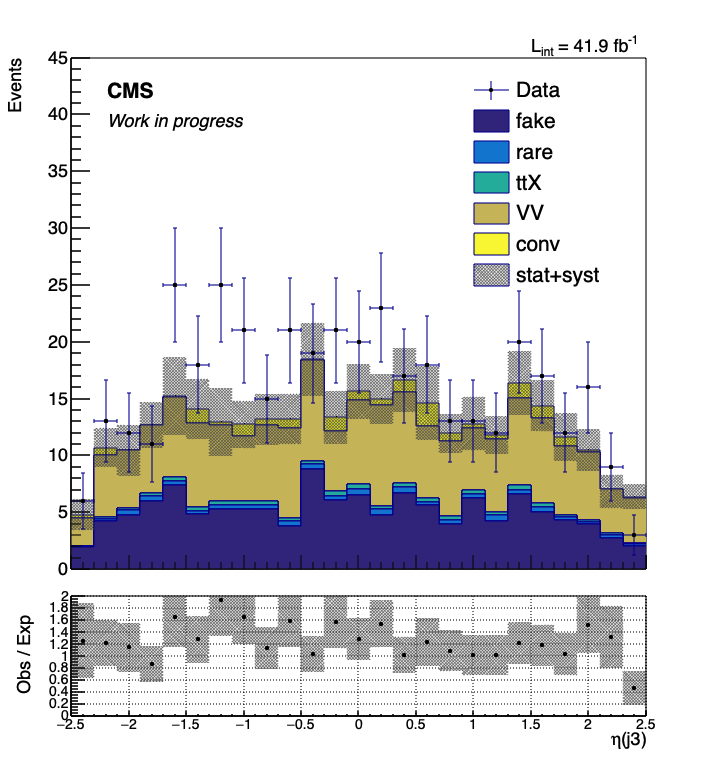 L_int = 41.9 fb^-1
Events
45
40
35
30
25
20
15
10
5
0
CMS
Work in progress
Data
fake
rare
ttX
VV
conv
stat+syst
Obs / Exp
2
1.8
1.6
1.4
1.2
1
0.8
0.6
0.4
0.2
0
−2.5 −2 −1.5 −1 −0.5 0 0.5 1 1.5 2 2.5
η(j3)